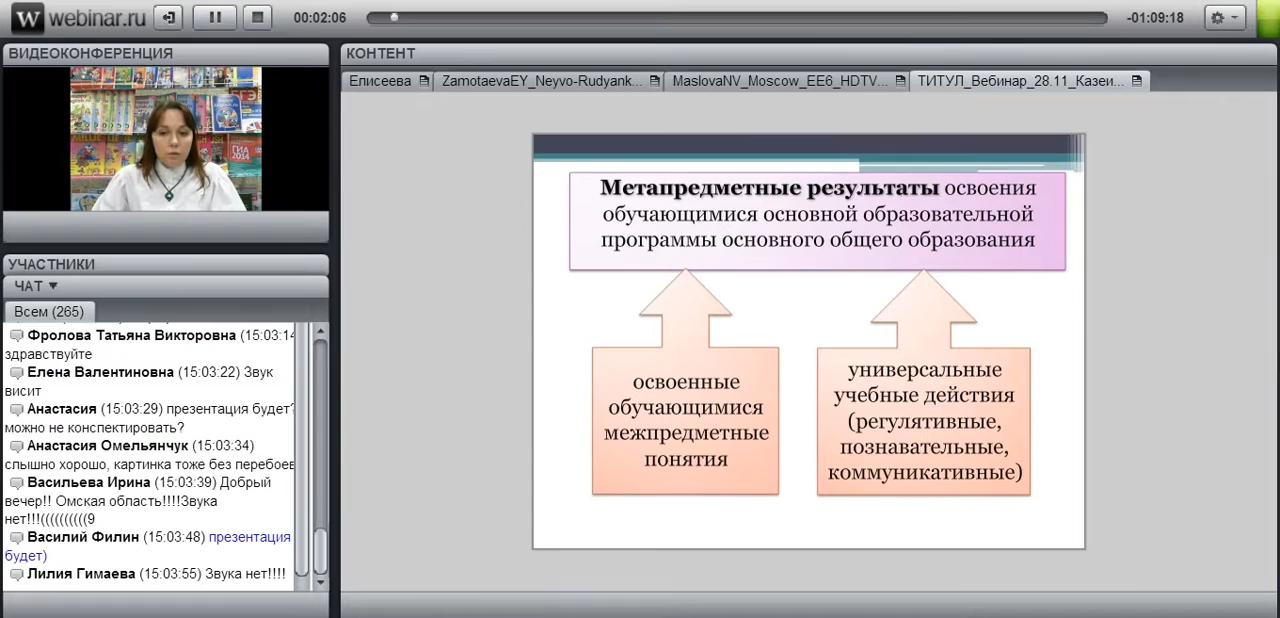 webinar.ru
00:02:06
-01:09:18
ВИДЕОКОНФЕРЕНЦИЯ
ГИА
2014
УЧАСТНИКИ
ЧАТ
Всем (265)
Фролова Татьяна Викторовна (15:03:14
здравствуйте
Елена Валентиновна (15:03:22) Звук
висит
Анастасия (15:03:29) презентация будет?
можно не конспектировать?
Анастасия Омельянчук (15:03:34)
слышно хорошо, картинка тоже без перебоев
Васильева Ирина (15:03:39) Добрый
вечер!! Омская область!!!!Звука
нет!!!((((((((((9
Василий Филин (15:03:48) презентация
будет)
Лилия Гимаева (15:03:55) Звука нет!!!!
КОНТЕНТ
Елисеева
ZamotaevaEY_Neyvo-Rudyank...
MaslovaNV_Moscow_EE6_HDTV...
ТИТУЛ_Вебинар_28.11_Казеи...
Метапредметные результаты освоения
обучающимися основной образовательной
программы основного общего образования
освоенные
обучающимися
межпредметные
понятия
универсальные
учебные действия
(регулятивные,
познавательные,
коммуникативные)